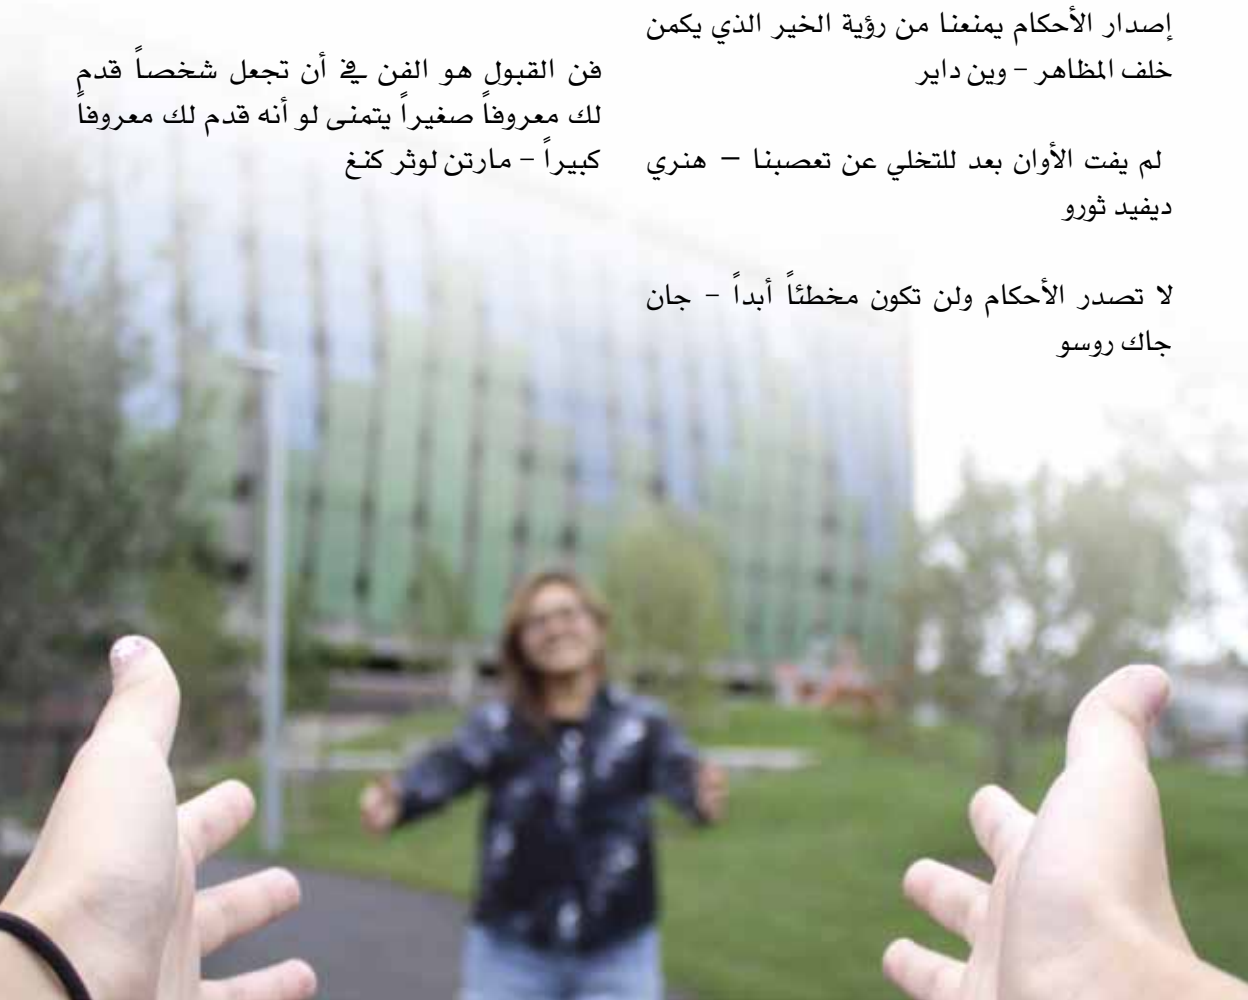 إصدار الأحكام يمنعنا من رؤية الخير الذي يكمن
خلف المظاهر – وين داير
لم يفت الأوان بعد للتخلي عن تعصبنا – هنري
ديفيد ثورو
لا تصدر الأحكام ولن تكون مخطئاً أبداً – جان
جاك روسو
فن القبول هو الفن في أن تجعل شخصاً قدم
لك معروفاً صغيراً يتمنى لو أنه قدم لك معروفاً
كبيراً – مارتن لوثر كنغ